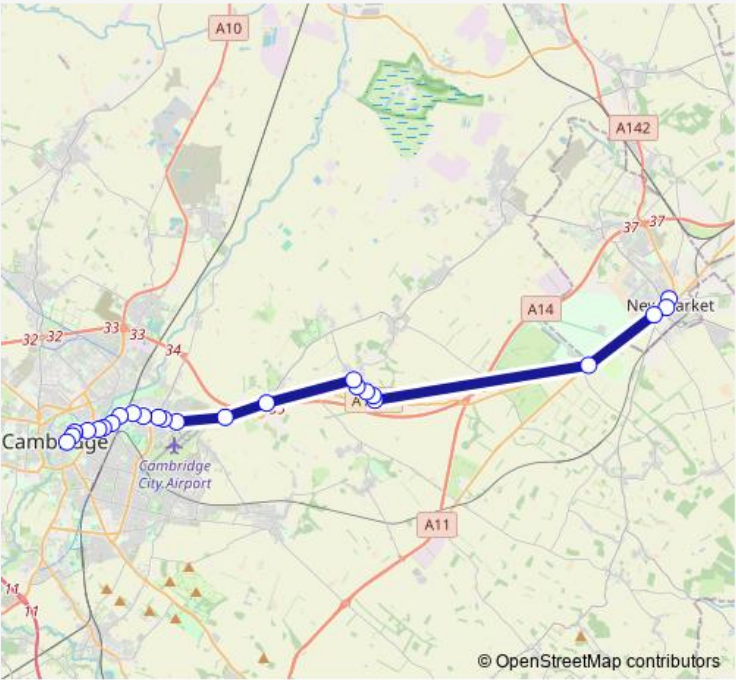 A10
A142
37 37
A14
Newmarket
32 32
33
33
34
Cambridge
Cambridge
City Airport
A11
11
11
© OpenStreetMap contributors